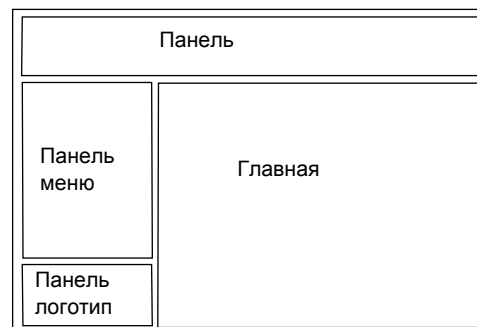 Панель
Панель
меню
Главная
Панель
логотип